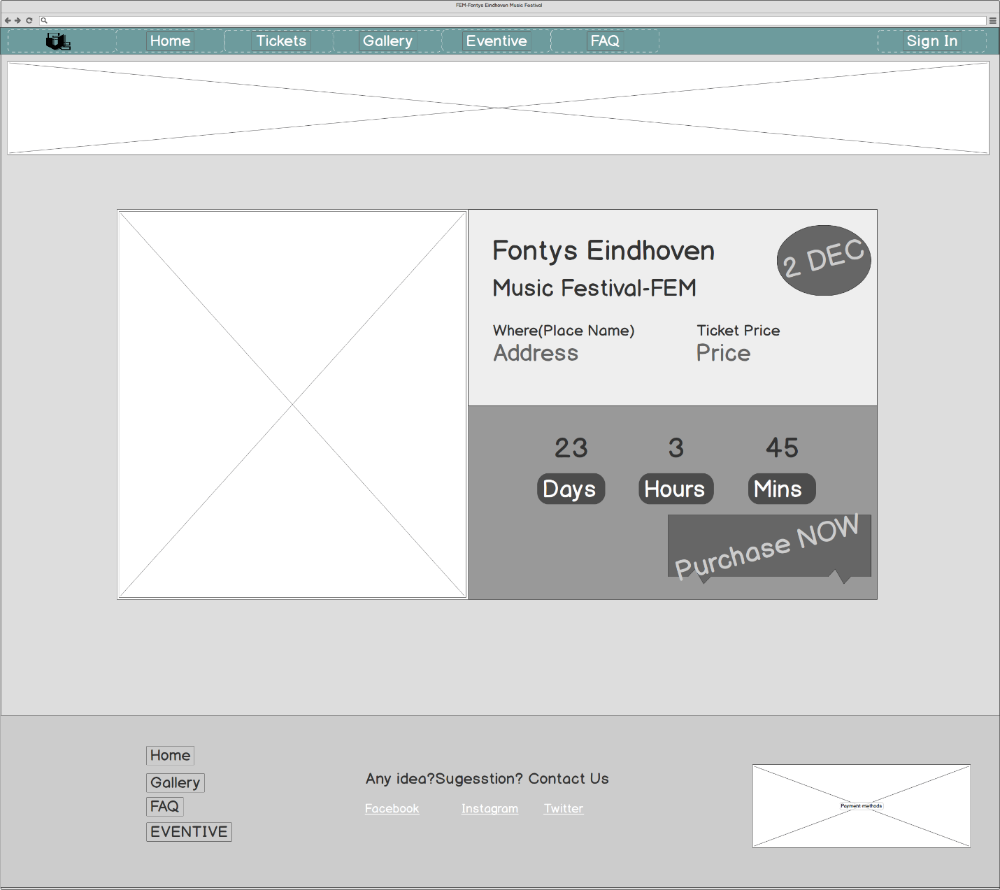 FEM-Fontys Eindhoven Music Festival
Home Tickets Gallery Eventive FAQ Sign In
Fontys Eindhoven
2 DEC
Music Festival-FEM
Where(Place Name) Ticket Price
Address Price
23 3 45
Days Hours Mins
Purchase NOW
Home
Gallery
FAQ
EVENTIVE
Any idea?Sugesstion? Contact Us
Facebook Instagram Twitter
Payment methods